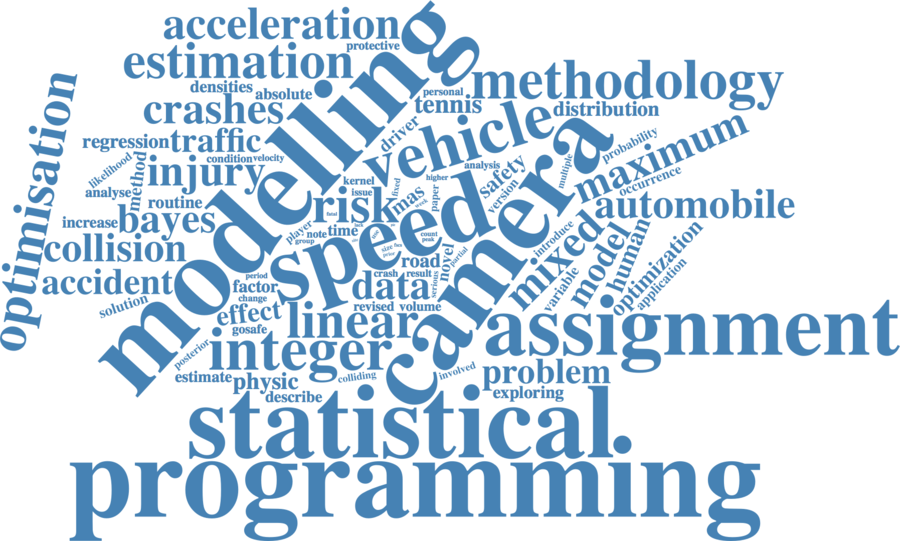 acceleration
protective
estimation
densities
absolute
modelling
methodology
personal
tennis
distribution
crashes
driver
vehicle
camera
optimisation
regression
traffic
maximum
probability
likelihood
method
condition
velocity
injury
analysis
higher
safety
multiple
occurrence
kernel
issue
fixed
analyse
routine
risk
mas
paper
version
automobile
increase
bayes
player
group
note
time
speed
count
peak
mixed
introduce
model
human
optimization
application
variable
collision
accident
period
factor
change
size
road
crash
result
data
novel
partial
serious
solution
effect
gosafe
revised
volume
linear
assignment
posterior
integer
estimate
physic
describe
colliding
involved
problem
exploring
statistical
programming